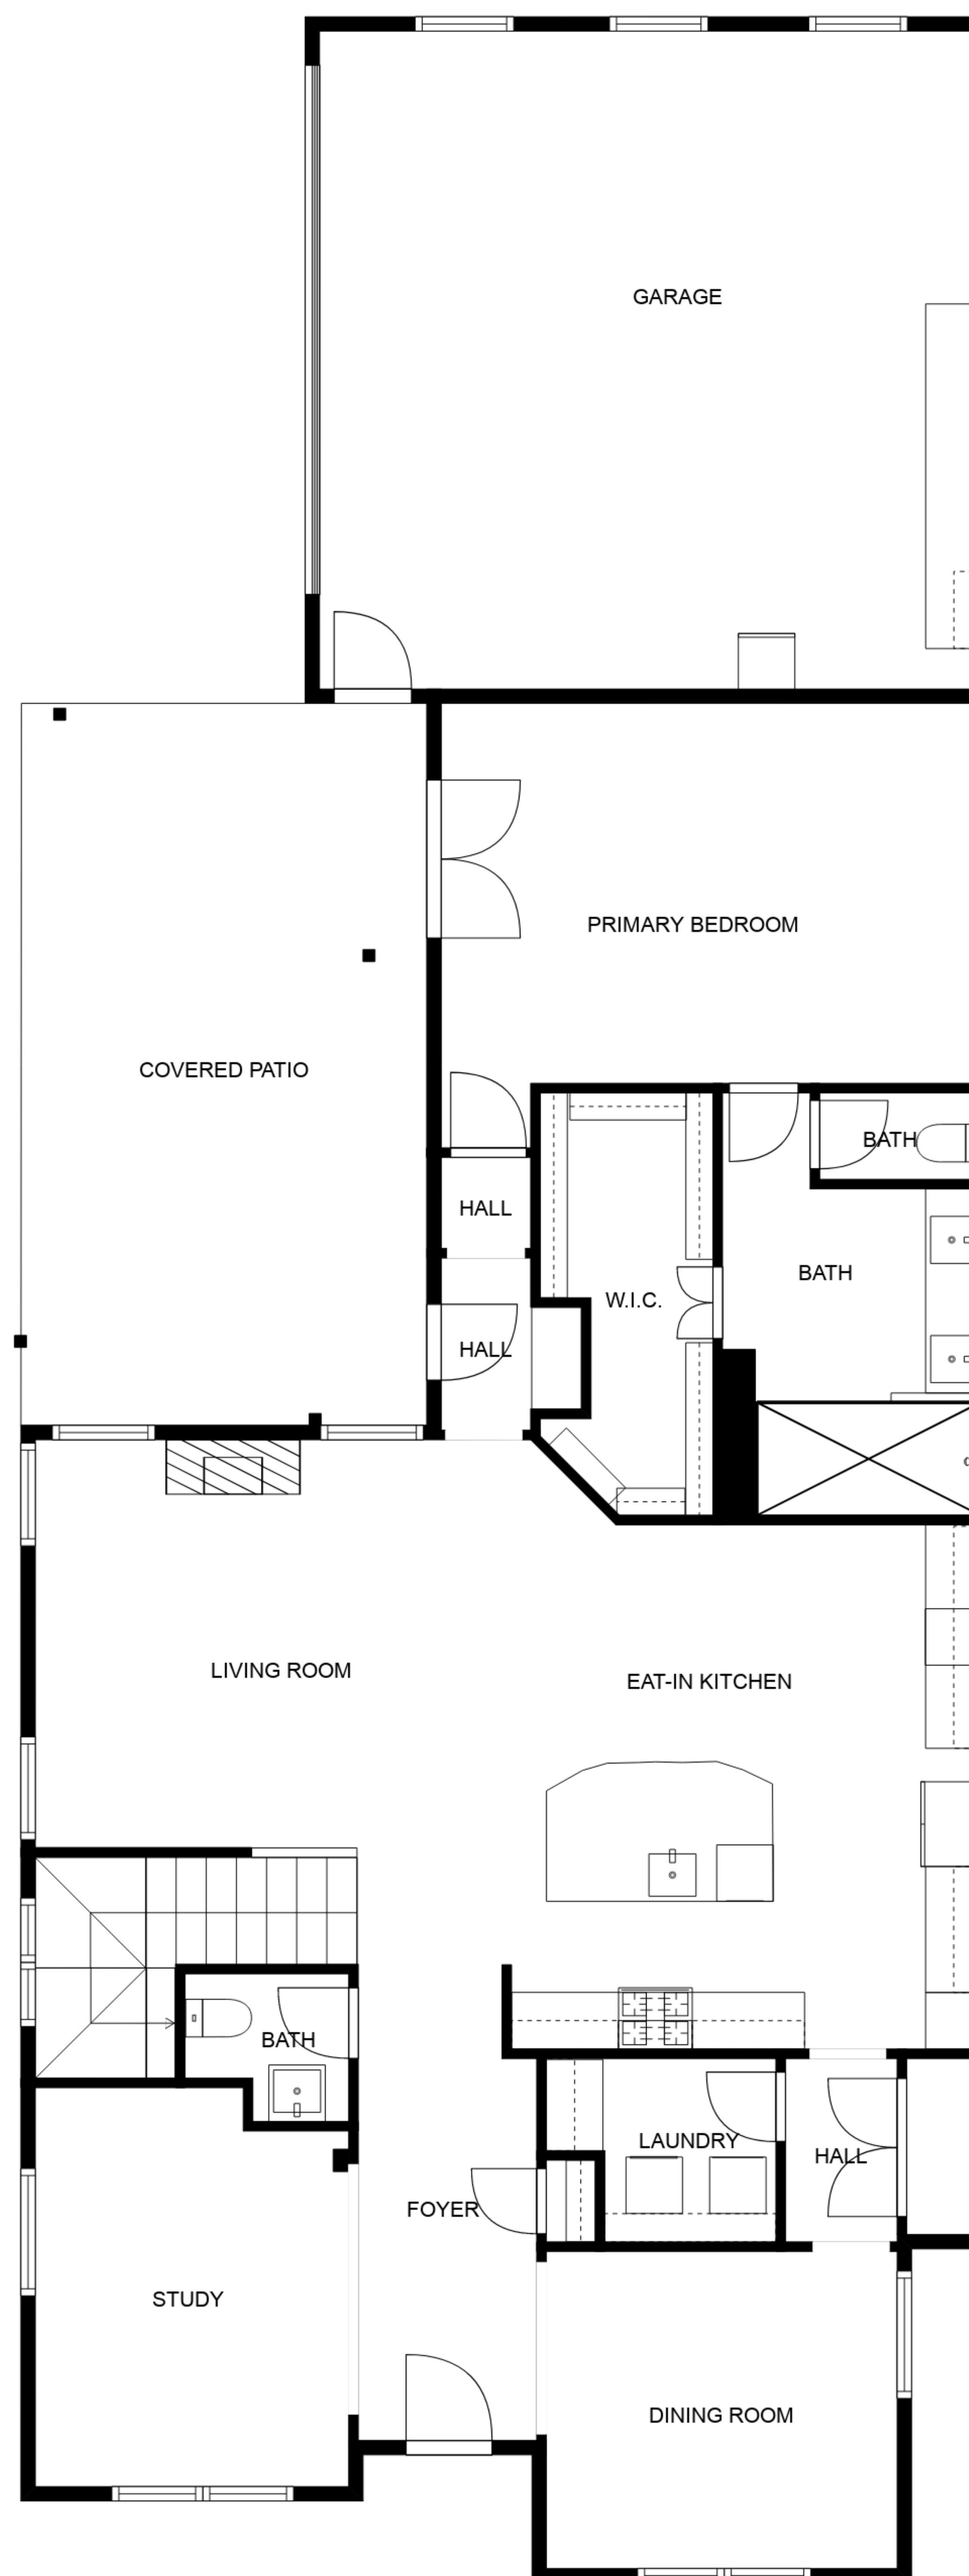 GARAGE
PRIMARY BEDROOM
COVERED PATIO
BATH
HALL
BATH
W.I.C.
HALL
LIVING ROOM
EAT-IN KITCHEN
BATH
LAUNDRY
HALL
FOYER
STUDY
DINING ROOM